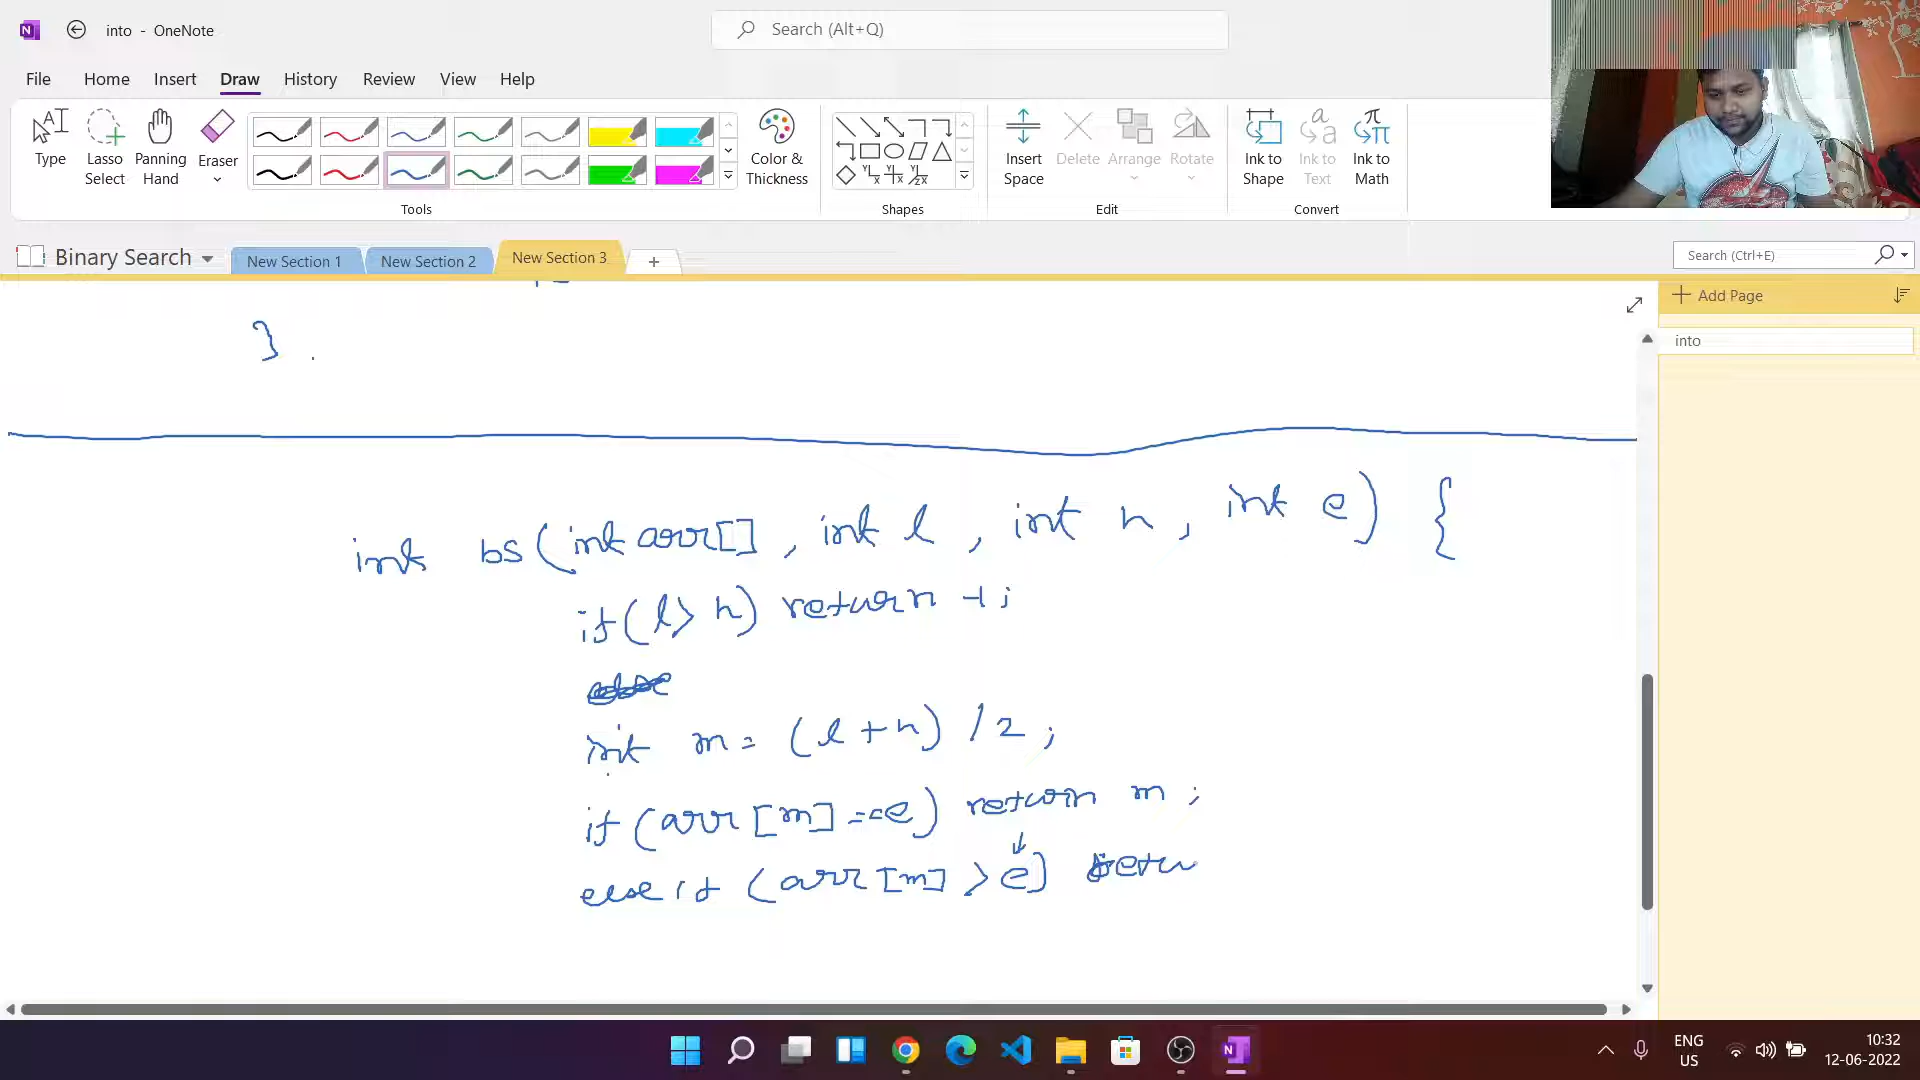 into - OneNote
Search (Alt+Q)
File Home Insert Draw History Review View Help
Type
Lasso Select
Panning Hand
Eraser
Color & Thickness
Insert Space
Delete
Arrange
Rotate
Ink to Shape
Ink to Text
Ink to Math
Tools
Shapes
Edit
Convert
Binary Search
New Section 1
New Section 2
New Section 3
Search (Ctrl+E)
Add Page
into
}
int bs(int arr[], int l, int h, int e) {
if(l > h) return -1;
int m = (l + h) / 2;
if(arr[m] == e) return m;
else if (arr[m] > e) retu
ENG
US
10:32
12-06-2022